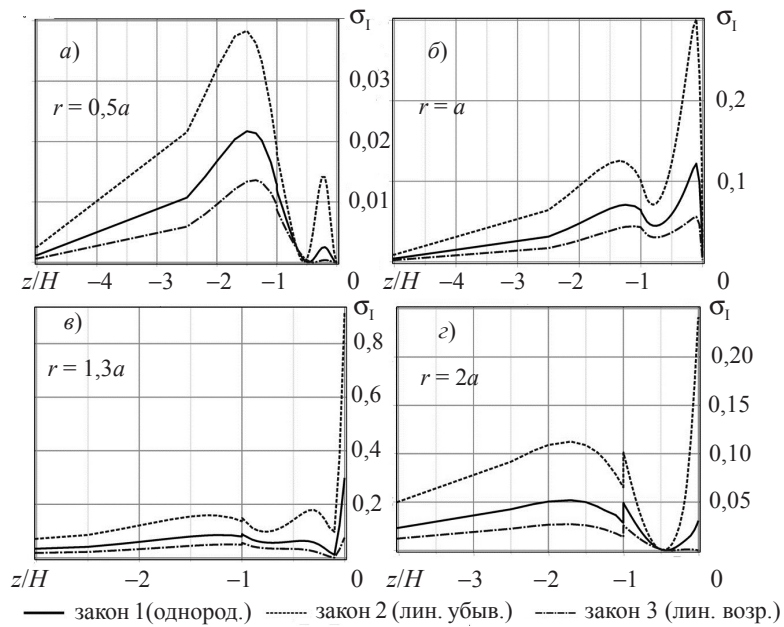 а)
r = 0,5a
σI
0,03
0,02
0,01
z/H −4 −3 −2 −1 0
б)
r = a
σI
0,2
0,1
z/H −4 −3 −2 −1 0
в)
r = 1,3a
σI
0,8
0,6
0,4
0,2
z/H −2 −1 0
г)
r = 2a
σI
0,20
0,10
0,05
z/H −3 −2 −1 0
закон 1(однород.) закон 2 (лин. убыв.) закон 3 (лин. возр.)